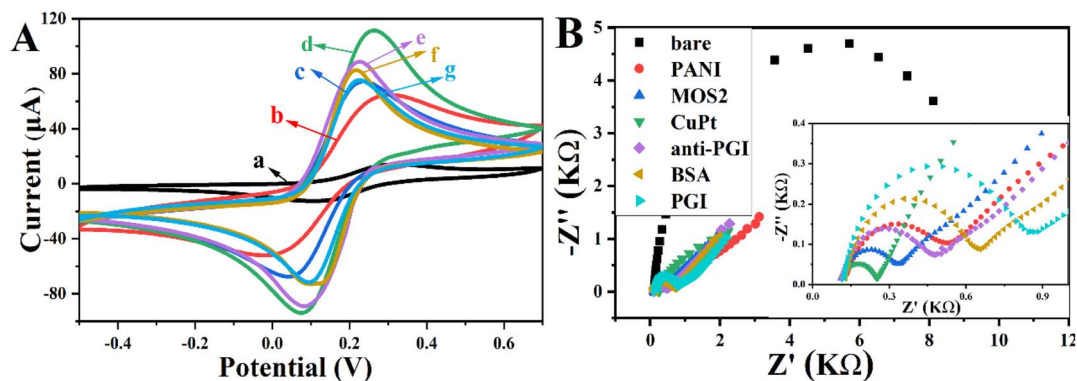 A
Current (μA)
120
80
40
0
-40
-80
-0.4
-0.2
0.0
0.2
0.4
0.6
Potential (V)
a
b
c
d
e
f
g
B
-Z'' (KΩ)
5
4
3
2
1
0
0
2
4
6
8
10
12
Z' (KΩ)
bare
PANI
MOS2
CuPt
anti-PGI
BSA
PGI
-Z'' (KΩ)
0.4
0.3
0.2
0.1
0.0
0.0
0.3
0.6
0.9
Z' (KΩ)